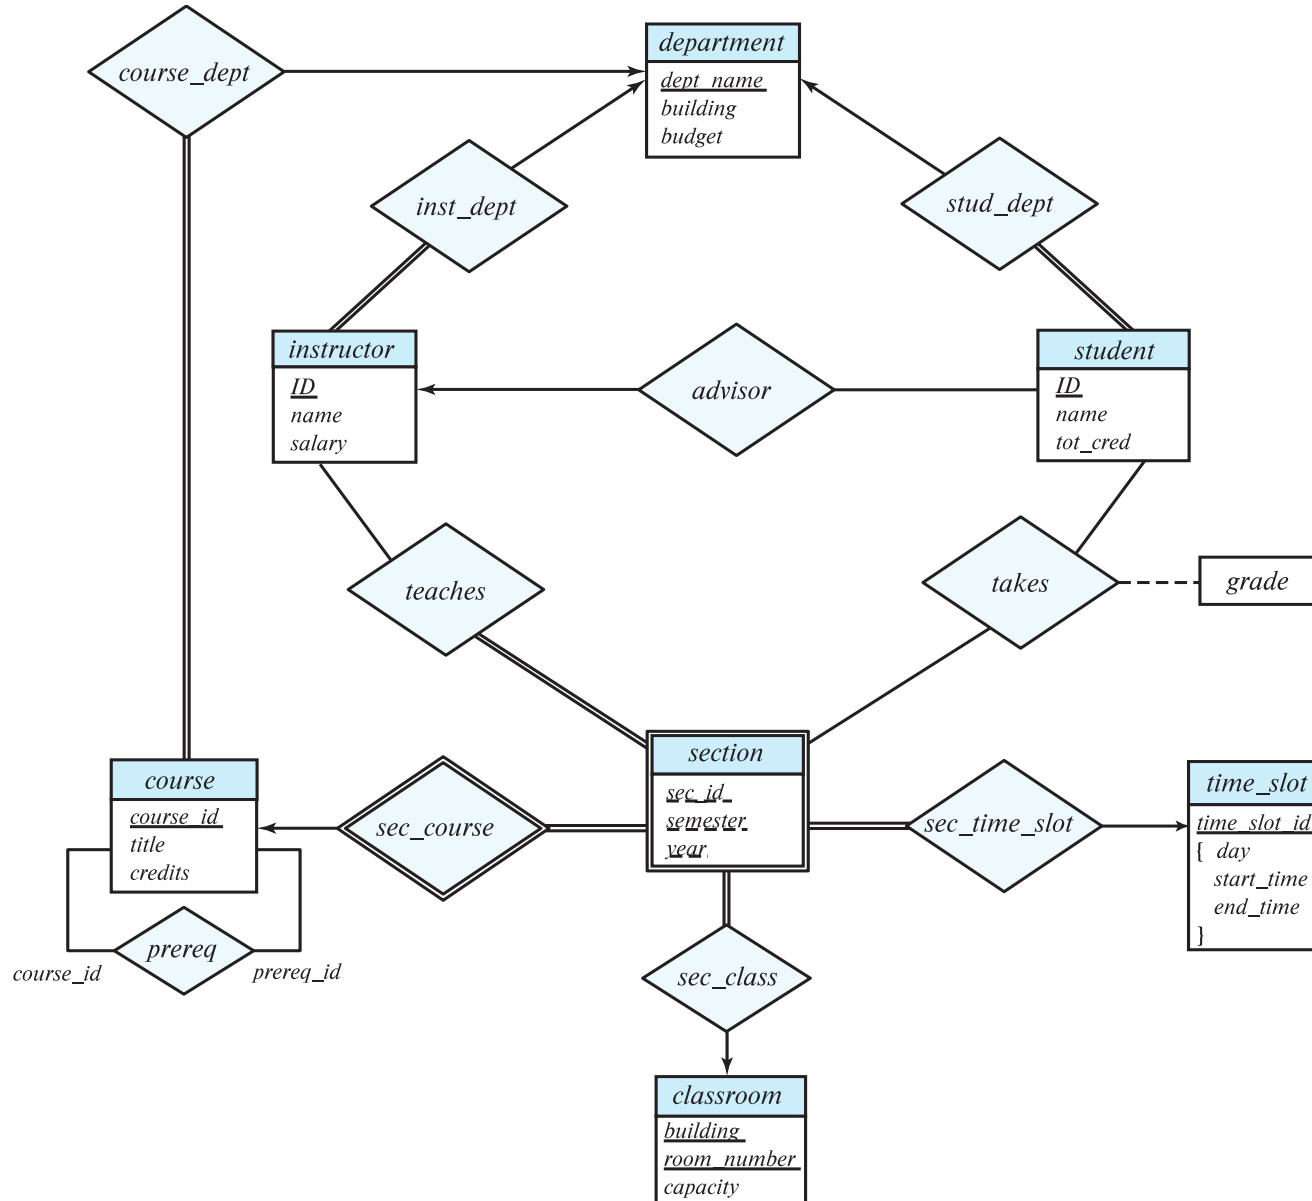 department
course_dept
dept_name
building
budget
inst_dept
stud_dept
instructor
ID
name
salary
advisor
student
ID
name
tot_cred
teaches
takes
grade
section
sec_id
semester
year
course
course_id
title
credits
sec_course
sec_time_slot
time_slot
time_slot_id
{ day
start_time
end_time
}
prereq
course_id
prereq_id
sec_class
classroom
building
room_number
capacity